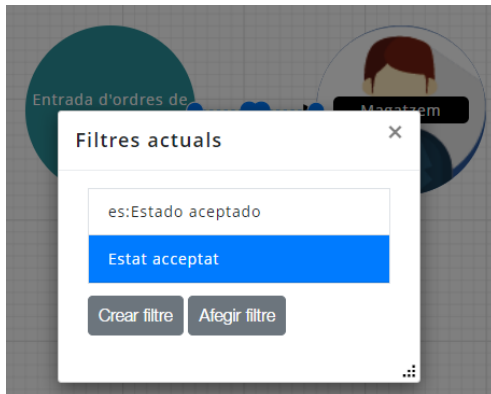 Entrada d'ordres de
Magatzem
Filtres actuals
×
es:Estado aceptado
Estat acceptat
Crear filtre
Afegir filtre